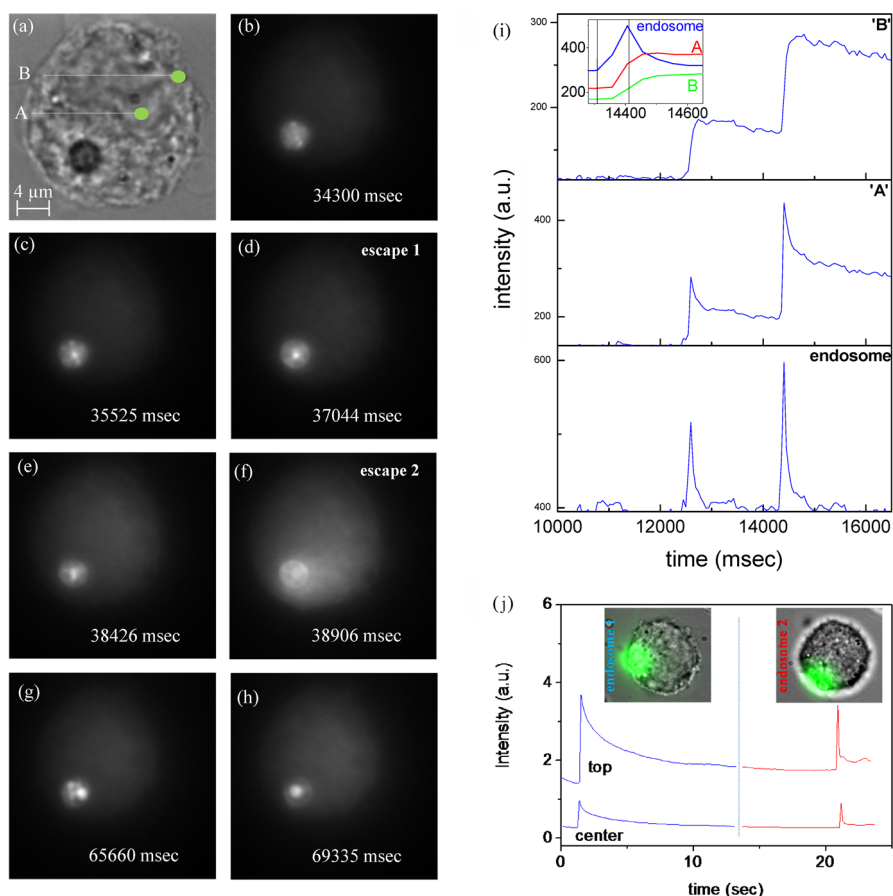 (a)
B
A
4 µm
(b)
34300 msec
(c)
35525 msec
(d)
escape 1
37044 msec
(e)
38426 msec
(f)
escape 2
38906 msec
(g)
65660 msec
(h)
69335 msec
(i)
intensity (a.u.)
300
250
200
'B'
endosome
A
B
400
200
14400
14600
'A'
400
200
endosome
600
400
10000
12000
14000
16000
time (msec)
(j)
Intensity (a.u.)
6
4
2
0
endosome
endosome 2
top
center
0
10
20
time (sec)